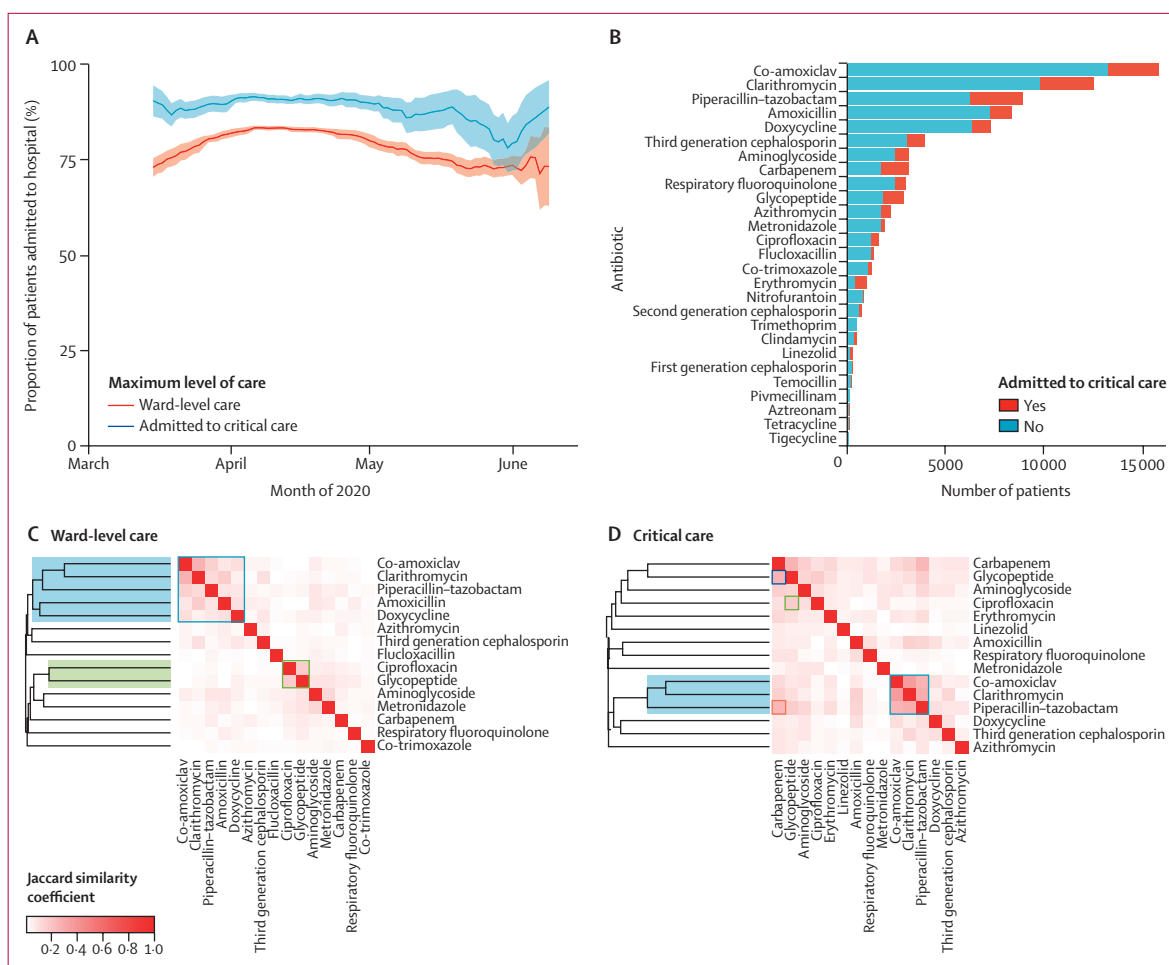 A
Proportion of patients admitted to hospital (%)
100
75
50
25
0
March
April
May
June
Month of 2020
Maximum level of care
Ward-level care
Admitted to critical care
B
Antibiotic
Co-amoxiclav
Clarithromycin
Piperacillin–tazobactam
Amoxicillin
Doxycycline
Third generation cephalosporin
Aminoglycoside
Carbapenem
Respiratory fluoroquinolone
Glycopeptide
Azithromycin
Metronidazole
Ciprofloxacin
Flucloxacillin
Co-trimoxazole
Erythromycin
Nitrofurantoin
Second generation cephalosporin
Trimethoprim
Clindamycin
Linezolid
First generation cephalosporin
Temocillin
Pivmecillinam
Aztreonam
Tetracycline
Tigecycline
0
5000
10 000
15 000
Number of patients
Admitted to critical care
Yes
No
C Ward-level care
Co-amoxiclav
Clarithromycin
Piperacillin–tazobactam
Amoxicillin
Doxycycline
Azithromycin
Third generation cephalosporin
Flucloxacillin
Ciprofloxacin
Glycopeptide
Aminoglycoside
Metronidazole
Carbapenem
Respiratory fluoroquinolone
Co-trimoxazole
Co-amoxiclav
Clarithromycin
Piperacillin–tazobactam
Amoxicillin
Doxycycline
Azithromycin
Third generation cephalosporin
Flucloxacillin
Ciprofloxacin
Glycopeptide
Aminoglycoside
Metronidazole
Carbapenem
Respiratory fluoroquinolone
Co-trimoxazole
Jaccard similarity
coefficient
0·2 0·4 0·6 0·8 1·0
D Critical care
Carbapenem
Glycopeptide
Aminoglycoside
Ciprofloxacin
Erythromycin
Linezolid
Amoxicillin
Respiratory fluoroquinolone
Metronidazole
Co-amoxiclav
Clarithromycin
Piperacillin–tazobactam
Doxycycline
Third generation cephalosporin
Azithromycin
Carbapenem
Glycopeptide
Aminoglycoside
Ciprofloxacin
Erythromycin
Linezolid
Amoxicillin
Respiratory fluoroquinolone
Metronidazole
Co-amoxiclav
Clarithromycin
Piperacillin–tazobactam
Doxycycline
Third generation cephalosporin
Azithromycin